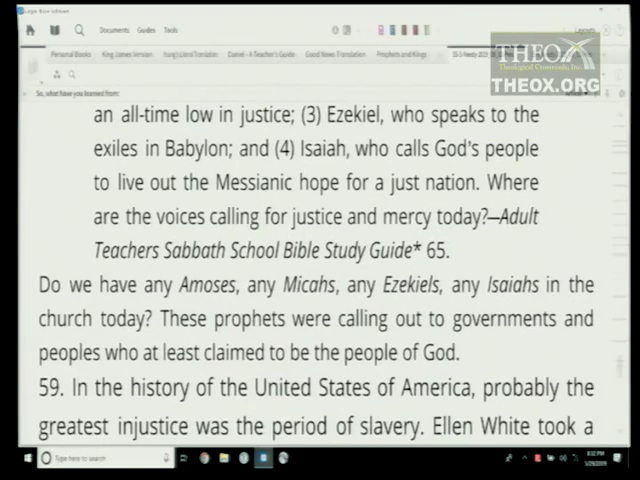 Documents Guides Tools Layouts
Personal Books King James Version Young's Literal Translation Daniel - A Teacher's Guide Good News Translation Prophets and Kings
THEOX
Theological Crossroads, Inc.
THEOX.ORG
So, what have you learned from:
an all-time low in justice; (3) Ezekiel, who speaks to the
exiles in Babylon; and (4) Isaiah, who calls God's people
to live out the Messianic hope for a just nation. Where
are the voices calling for justice and mercy today?—Adult
Teachers Sabbath School Bible Study Guide* 65.
Do we have any Amoses, any Micahs, any Ezekiels, any Isaiahs in the
church today? These prophets were calling out to governments and
peoples who at least claimed to be the people of God.
59. In the history of the United States of America, probably the
greatest injustice was the period of slavery. Ellen White took a
Type here to search
8:32 PM
5/29/2019